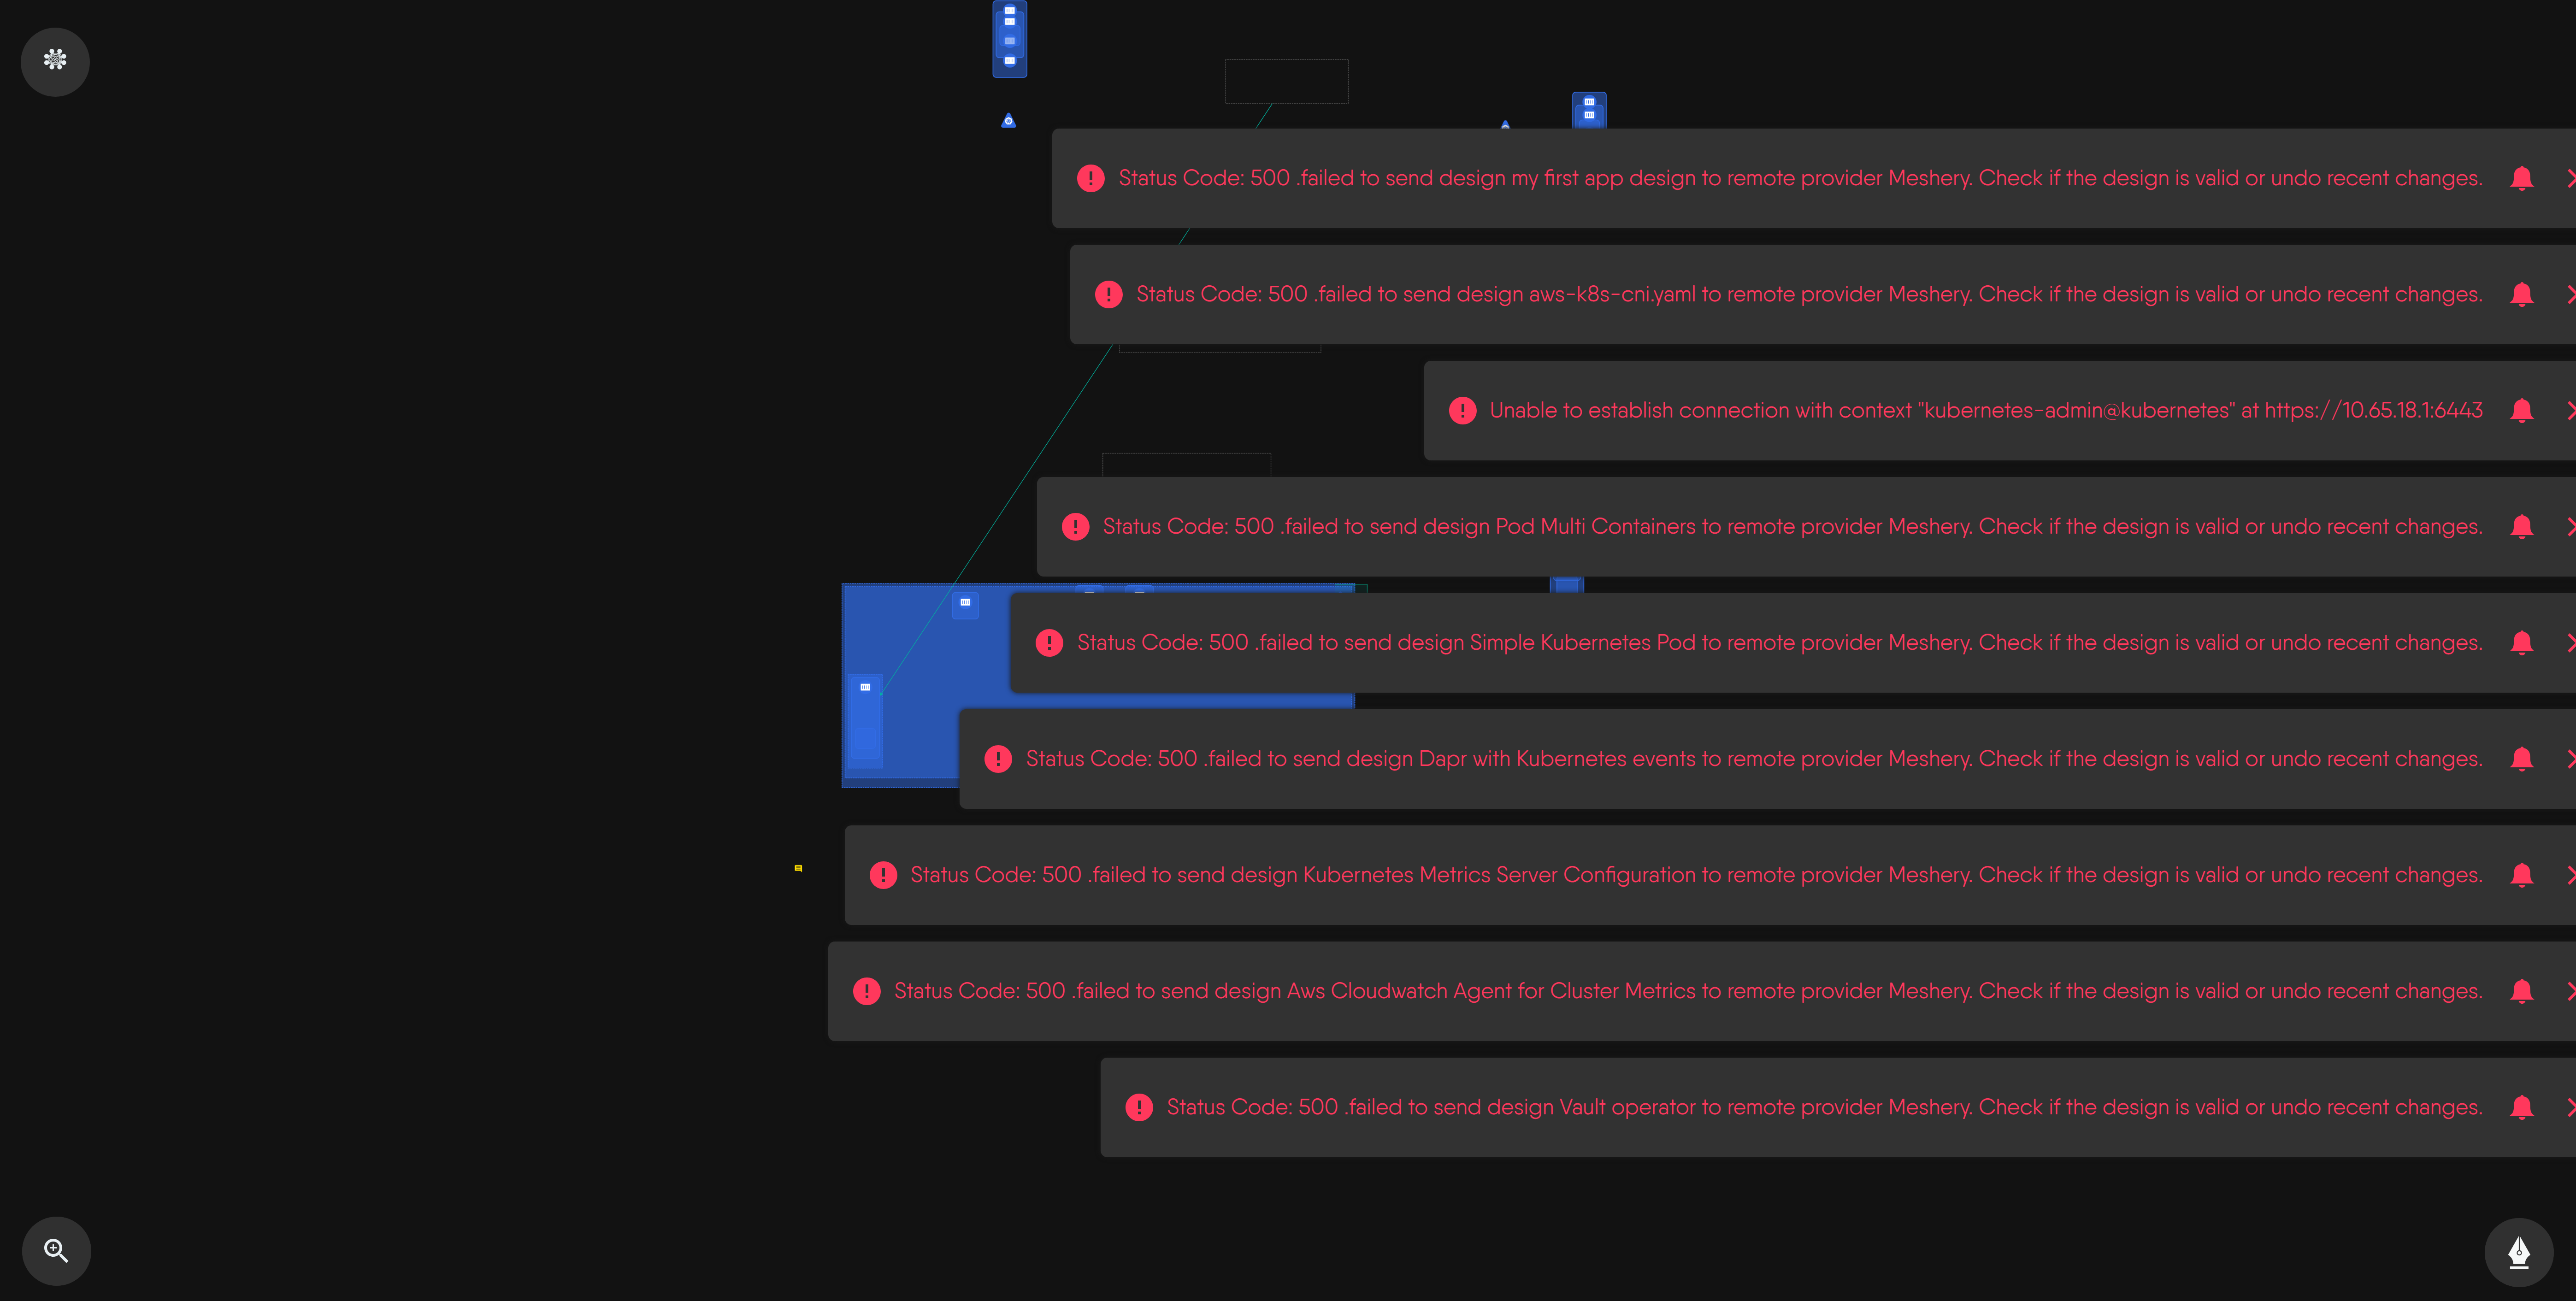 Status Code: 500 .failed to send design my first app design to remote provider Meshery. Check if the design is valid or undo recent changes.
Status Code: 500 .failed to send design aws-k8s-cni.yaml to remote provider Meshery. Check if the design is valid or undo recent changes.
Unable to establish connection with context "kubernetes-admin@kubernetes" at https://10.65.18.1:6443
Status Code: 500 .failed to send design Pod Multi Containers to remote provider Meshery. Check if the design is valid or undo recent changes.
Status Code: 500 .failed to send design Simple Kubernetes Pod to remote provider Meshery. Check if the design is valid or undo recent changes.
Status Code: 500 .failed to send design Dapr with Kubernetes events to remote provider Meshery. Check if the design is valid or undo recent changes.
Status Code: 500 .failed to send design Kubernetes Metrics Server Configuration to remote provider Meshery. Check if the design is valid or undo recent changes.
Status Code: 500 .failed to send design Aws Cloudwatch Agent for Cluster Metrics to remote provider Meshery. Check if the design is valid or undo recent changes.
Status Code: 500 .failed to send design Vault operator to remote provider Meshery. Check if the design is valid or undo recent changes.